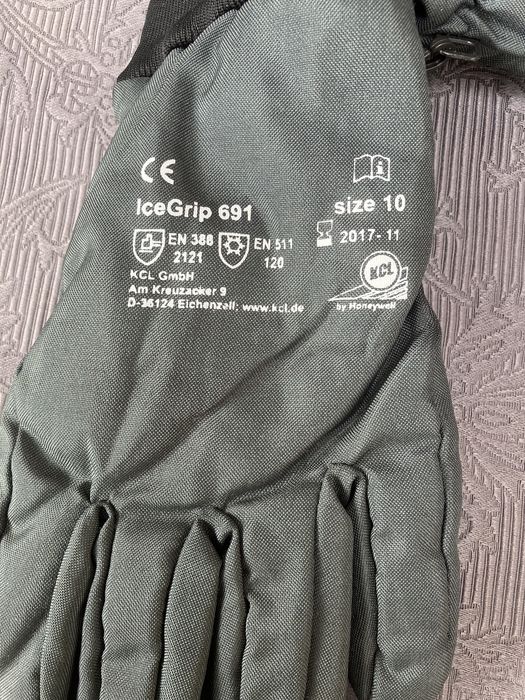 CE
i
IceGrip 691
size 10
EN 388
2121
EN 511
120
2017-11
KCL GmbH
Am Kreuzacker 9
D-36124 Eichenzell; www.kcl.de
KCL
by Honeywell